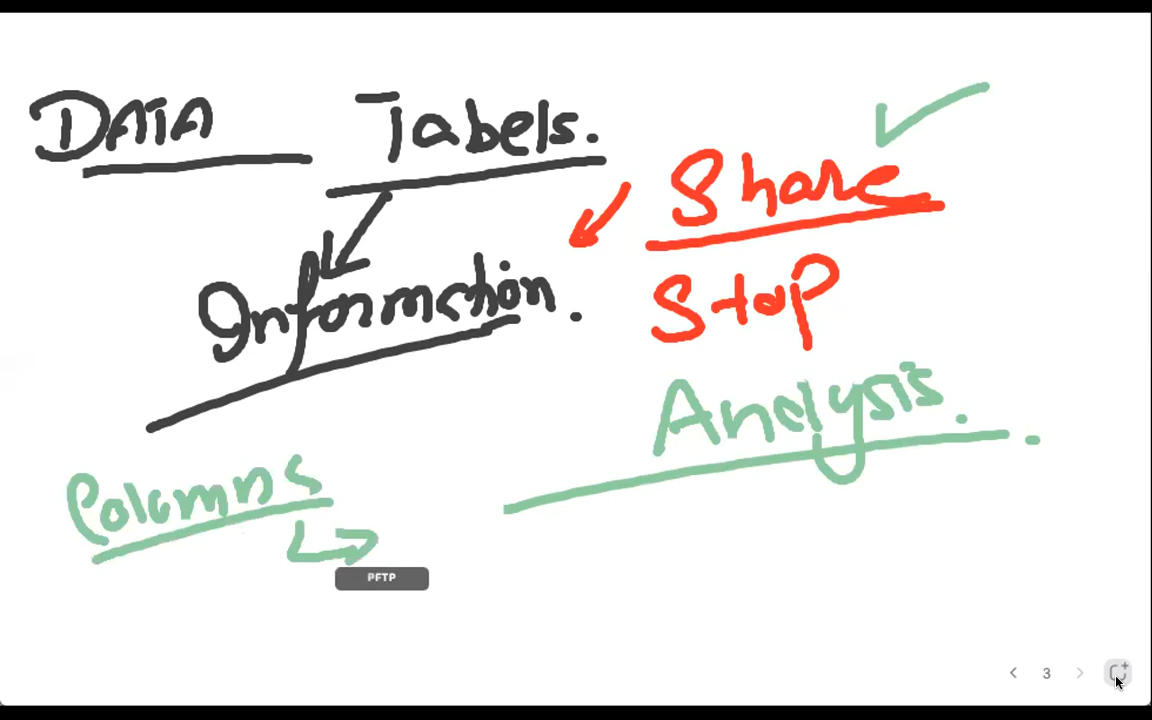 DATA Tabels.
Share
Information.
Stop
Analysis.
Columns
PFTP
3